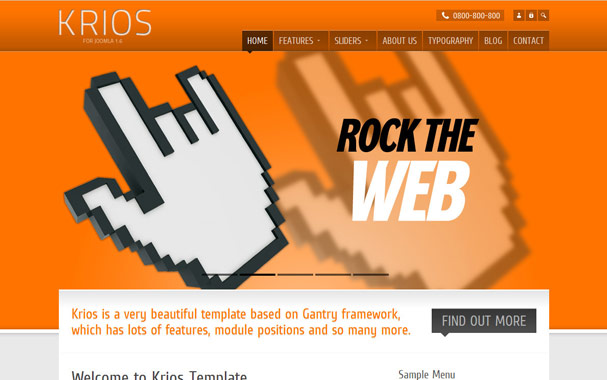 KRIOS
FOR JOOMLA 1.6
0800-800-800
HOME FEATURES SLIDERS ABOUT US TYPOGRAPHY BLOG CONTACT
ROCK THE
WEB
Krios is a very beautiful template based on Gantry framework,
which has lots of features, module positions and so many more.
FIND OUT MORE
Welcome to Krios Template
Sample Menu